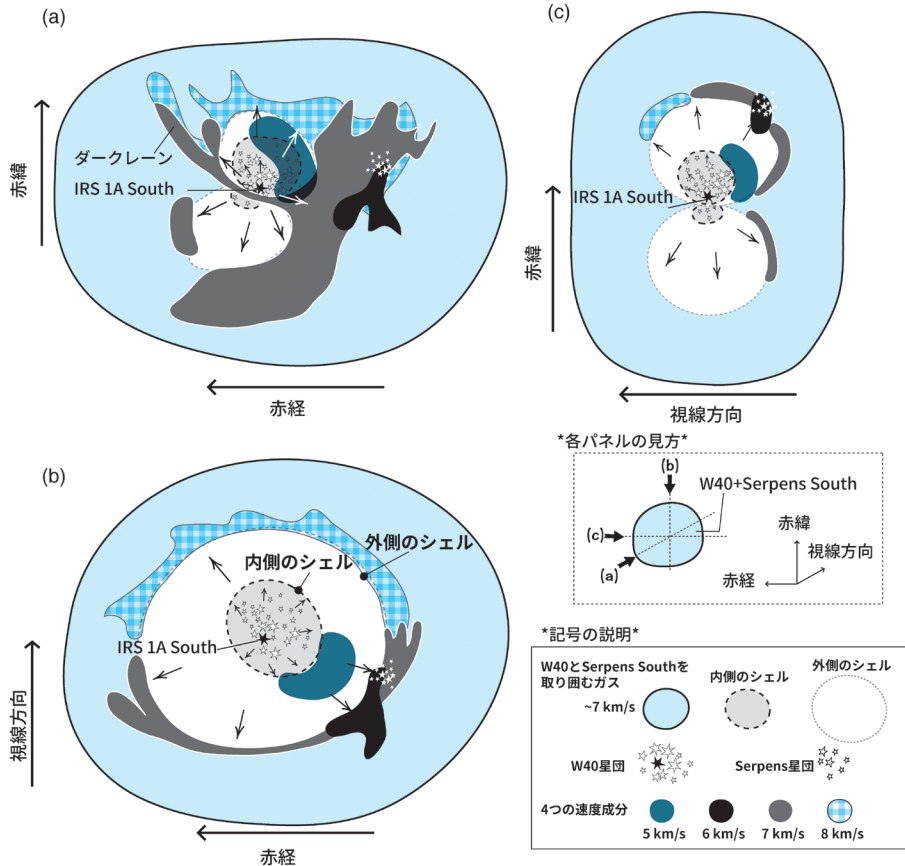 (a)
赤緯
ダークレーン
IRS 1A South
赤経
(b)
視線方向
内側のシェル
外側のシェル
IRS 1A South
赤経
(c)
赤緯
IRS 1A South
視線方向
*各パネルの見方*
(b)
W40+Serpens South
(c)
(a)
赤緯
視線方向
赤経
*記号の説明*
W40とSerpens Southを
取り囲むガス
~7 km/s
内側のシェル
外側のシェル
W40星団
Serpens星団
4つの速度成分
5 km/s
6 km/s
7 km/s
8 km/s